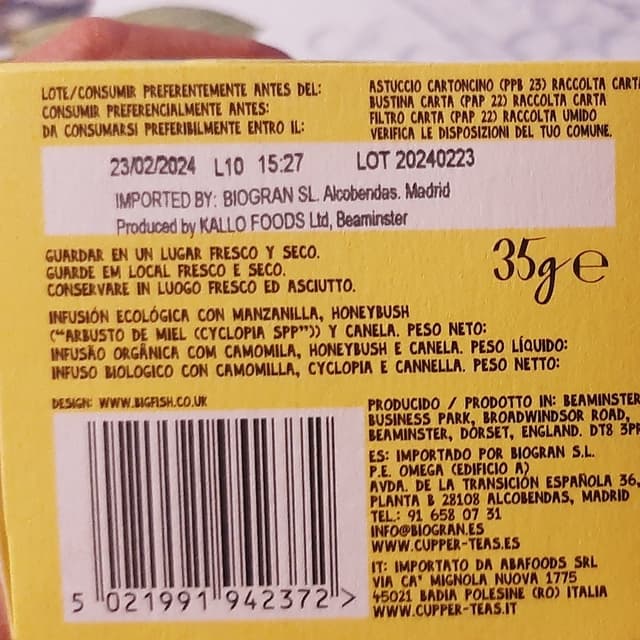 LOTE/CONSUMIR PREFERENTEMENTE ANTES DEL:
CONSUMIR PREFERENCIALMENTE ANTES:
DA CONSUMARSI PREFERIBILMENTE ENTRO IL:
ASTUCCIO CARTONCINO (PPB 23) RACCOLTA CARTA
BUSTINA CARTA (PAP 22) RACCOLTA CARTA
FILTRO CARTA (PAP 22) RACCOLTA UMIDO
VERIFICA LE DISPOSIZIONI DEL TUO COMUNE.
23/02/2024 L10 15:27 LOT 20240223
IMPORTED BY: BIOGRAN SL. Alcobendas. Madrid
Produced by KALLO FOODS Ltd, Beaminster
GUARDAR EN UN LUGAR FRESCO Y SECO.
GUARDE EM LOCAL FRESCO E SECO.
CONSERVARE IN LUOGO FRESCO ED ASCIUTTO.
35g e
INFUSIÓN ECOLÓGICA CON MANZANILLA, HONEYBUSH
("ARBUSTO DE MIEL (CYCLOPIA SPP")) Y CANELA. PESO NETO:
INFUSÃO ORGÂNICA COM CAMOMILA, HONEYBUSH E CANELA. PESO LÍQUIDO:
INFUSO BIOLOGICO CON CAMOMILLA, CYCLOPIA E CANNELLA. PESO NETTO:
DESIGN: WWW.BIGFISH.CO.UK
5 021991 942372 >
PRODUCIDO / PRODOTTO IN: BEAMINSTER
BUSINESS PARK, BROADWINDSOR ROAD,
BEAMINSTER, DORSET, ENGLAND. DT8 3PR
ES: IMPORTADO POR BIOGRAN S.L.
P.E. OMEGA (EDIFICIO A)
AVDA. DE LA TRANSICIÓN ESPAÑOLA 36,
PLANTA B 28108 ALCOBENDAS, MADRID
TEL.: 91 658 07 31
INFO@BIOGRAN.ES
WWW.CUPPER-TEAS.ES
IT: IMPORTATO DA ABAFOODS SRL
VIA CA' MIGNOLA NUOVA 1775
45021 BADIA POLESINE (RO) ITALIA
WWW.CUPPER-TEAS.IT